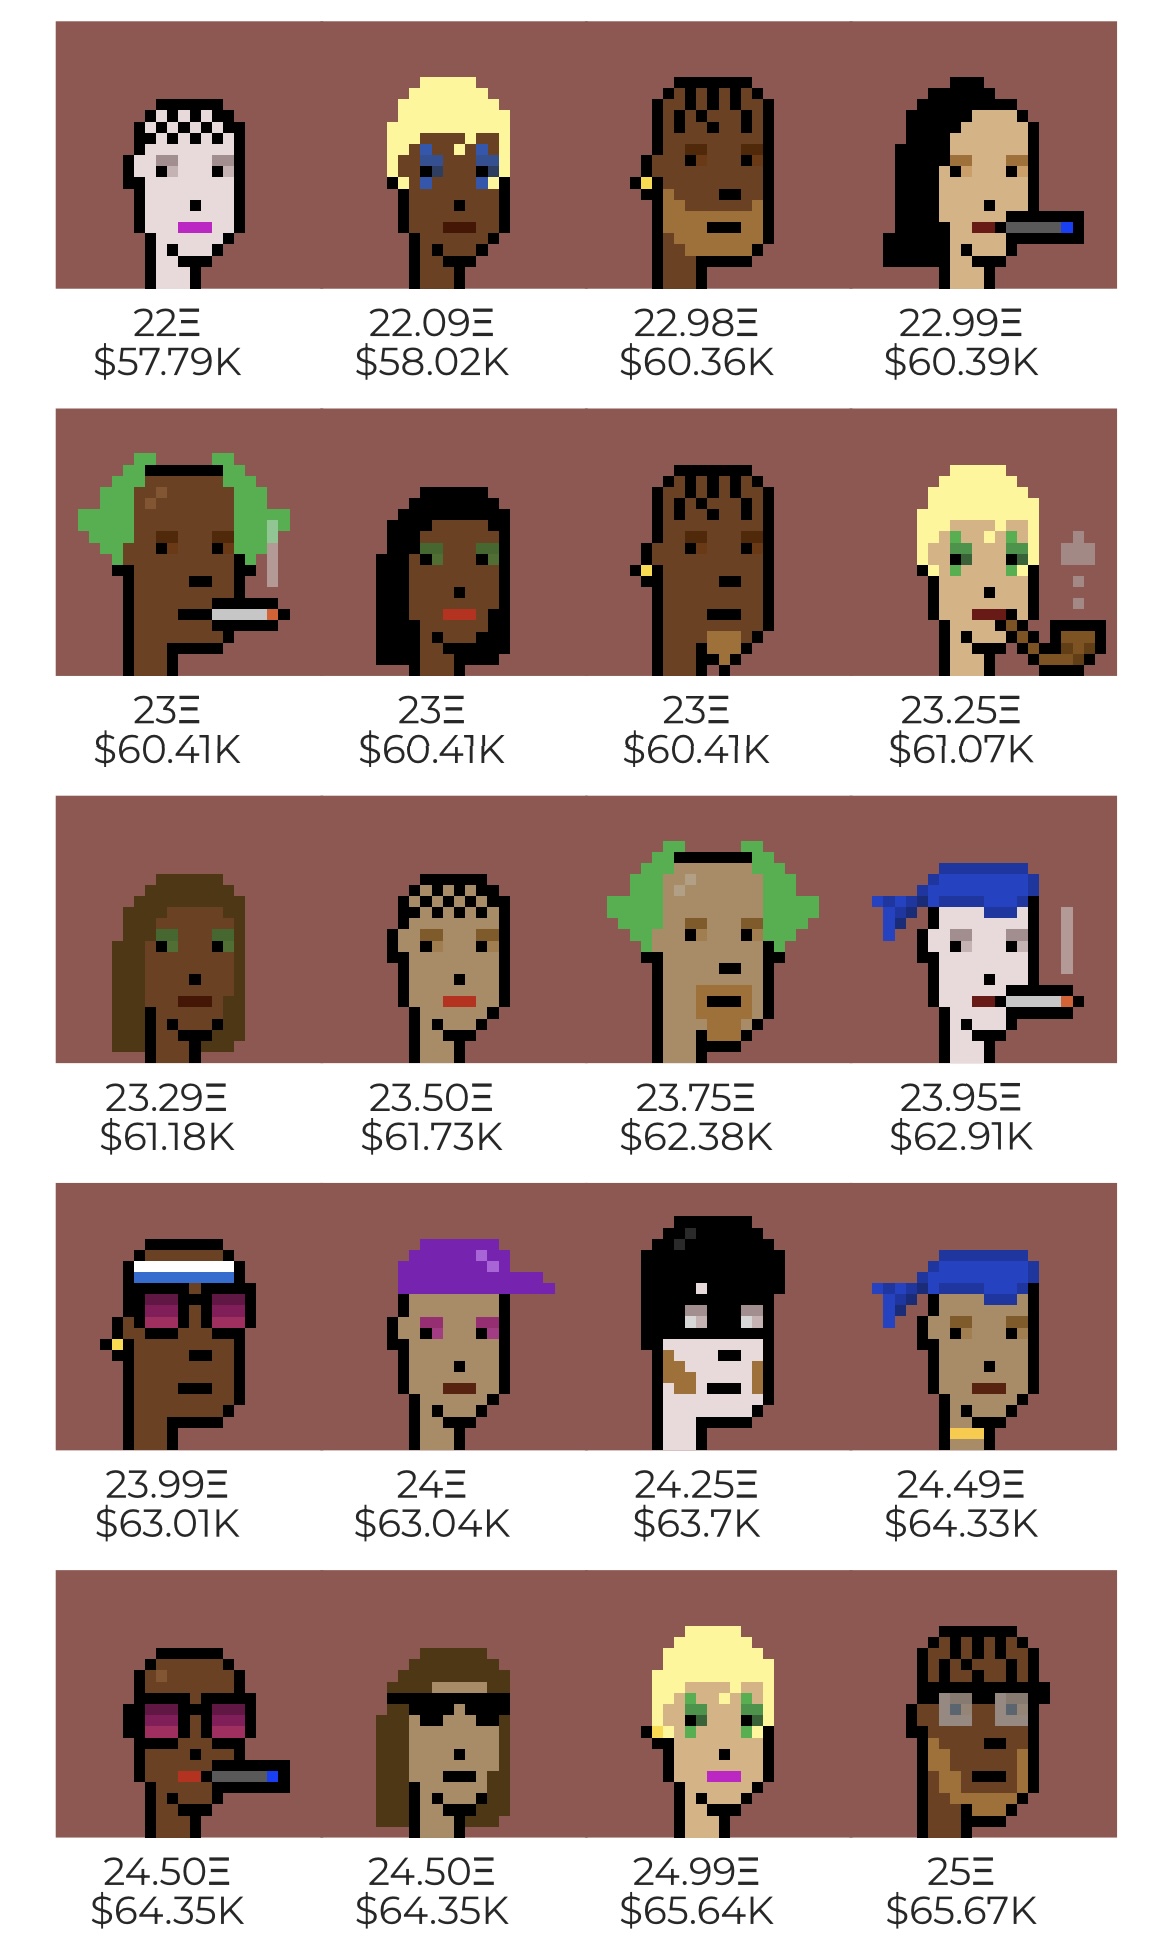 22Ξ 22.09Ξ 22.98Ξ 22.99Ξ
$57.79K $58.02K $60.36K $60.39K
23Ξ 23Ξ 23Ξ 23.25Ξ
$60.41K $60.41K $60.41K $61.07K
23.29Ξ 23.50Ξ 23.75Ξ 23.95Ξ
$61.18K $61.73K $62.38K $62.91K
23.99Ξ 24Ξ 24.25Ξ 24.49Ξ
$63.01K $63.04K $63.7K $64.33K
24.50Ξ 24.50Ξ 24.99Ξ 25Ξ
$64.35K $64.35K $65.64K $65.67K